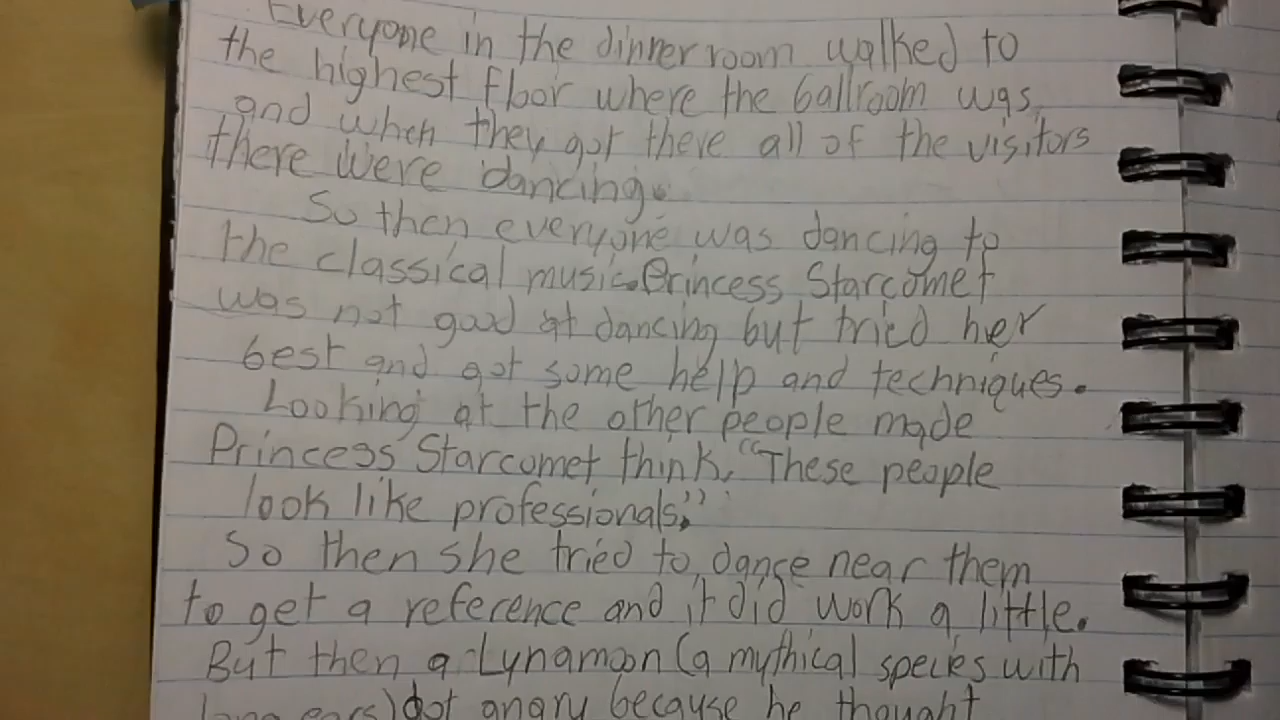 Everyone in the dinner room walked to
the highest floor where the ballroom was
and when they got there all of the visitors
there were dancing.
So then everyone was dancing to
the classical music. Princess Starcomet
was not good at dancing but tried her
best and got some help and techniques.
Looking at the other people made
Princess Starcomet think, "These people
look like professionals."
So then she tried to dance near them
to get a reference and it did work a little.
But then a Lynamoon (a mythical species with
long ears) got angry because he thought